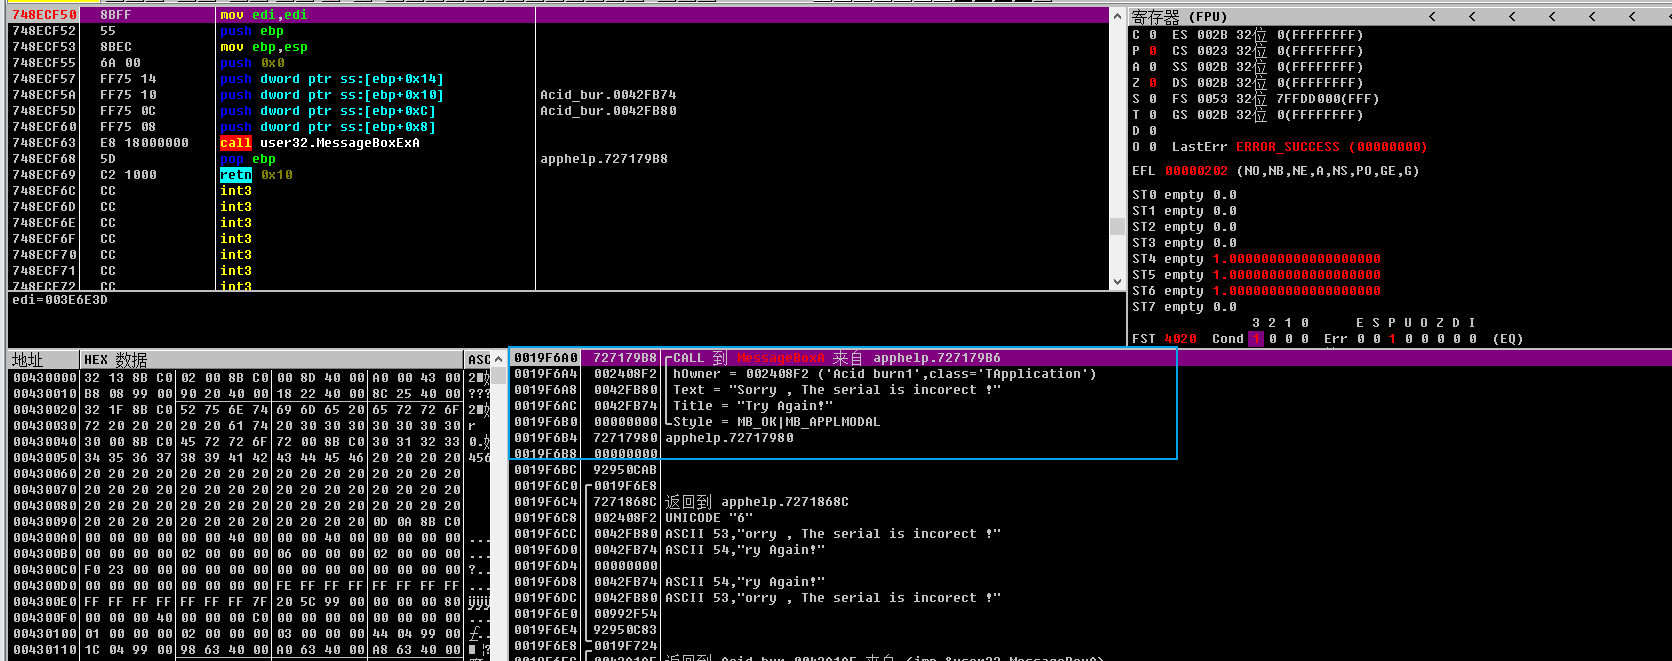 748ECF50 8BFF mov edi,edi
748ECF52 55 push ebp
748ECF53 8BEC mov ebp,esp
748ECF55 6A 00 push 0x0
748ECF57 FF75 14 push dword ptr ss:[ebp+0x14]
748ECF5A FF75 10 push dword ptr ss:[ebp+0x10] Acid_bur.0042FB74
748ECF5D FF75 0C push dword ptr ss:[ebp+0xC] Acid_bur.0042FB80
748ECF60 FF75 08 push dword ptr ss:[ebp+0x8]
748ECF63 E8 18000000 call user32.MessageBoxExA
748ECF68 5D pop ebp apphelp.727179B8
748ECF69 C2 1000 retn 0x10
748ECF6C CC int3
748ECF6D CC int3
748ECF6E CC int3
748ECF6F CC int3
748ECF70 CC int3
748ECF71 CC int3
748ECF72 CC int3
edi=003E6E3D
寄存器 (FPU) < < < < < <
C 0 ES 002B 32位 0(FFFFFFFF)
P 0 CS 0023 32位 0(FFFFFFFF)
A 0 SS 002B 32位 0(FFFFFFFF)
Z 0 DS 002B 32位 0(FFFFFFFF)
S 0 FS 0053 32位 7FFDD000(FFF)
T 0 GS 002B 32位 0(FFFFFFFF)
D 0
O 0 LastErr ERROR_SUCCESS (00000000)
EFL 00000202 (NO,NB,NE,A,NS,PO,GE,G)
ST0 empty 0.0
ST1 empty 0.0
ST2 empty 0.0
ST3 empty 0.0
ST4 empty 1.0000000000000000000
ST5 empty 1.0000000000000000000
ST6 empty 1.0000000000000000000
ST7 empty 0.0
3 2 1 0 E S P U O Z D I
FST 4020 Cond 1 0 0 0 Err 0 0 1 0 0 0 0 0 (EQ)
地址 HEX 数据 ASC
00430000 32 13 8B C0 02 00 8B C0 00 8D 40 00 A0 00 43 00
00430010 B8 08 99 00 90 20 40 00 18 22 40 00 8C 25 40 00 ???
00430020 32 1F 8B C0 52 75 6E 74 69 6D 65 20 65 72 72 6F
00430030 72 20 20 20 20 20 61 74 20 30 30 30 30 30 30 30 r
00430040 30 00 8B C0 45 72 72 6F 72 00 8B C0 30 31 32 33
00430050 34 35 36 37 38 39 41 42 43 44 45 46 20 20 20 20 456
00430060 20 20 20 20 20 20 20 20 20 20 20 20 20 20 20 20
00430070 20 20 20 20 20 20 20 20 20 20 20 20 20 20 20 20
00430080 20 20 20 20 20 20 20 20 20 20 20 20 20 20 20 20
00430090 20 20 20 20 20 20 20 20 20 20 20 20 0D 0A 8B C0
004300A0 00 00 00 00 00 00 40 00 00 00 40 00 00 00 00 00 ...
004300B0 00 00 00 00 02 00 00 00 06 00 00 00 02 00 00 00 ...
004300C0 F0 23 00 00 00 00 00 00 00 00 00 00 00 00 00 00 ?..
004300D0 00 00 00 00 00 00 00 00 FE FF FF FF FF FF FF FF ...
004300E0 FF FF FF FF FF FF FF 7F 20 5C 99 00 00 00 00 80 ÿÿÿ
004300F0 00 00 00 40 00 00 00 C0 00 00 00 00 00 00 00 00 ...
00430100 01 00 00 00 02 00 00 00 03 00 00 00 44 04 99 00
00430110 1C 04 99 00 98 63 40 00 A0 63 40 00 A8 63 40 00
0019F6A0 727179B8 CALL 到 MessageBoxA 来自 apphelp.727179B6
0019F6A4 002408F2 hOwner = 002408F2 ('Acid burn1',class='TApplication')
0019F6A8 0042FB80 Text = "Sorry , The serial is incorect !"
0019F6AC 0042FB74 Title = "Try Again!"
0019F6B0 00000000 Style = MB_OK|MB_APPLMODAL
0019F6B4 72717980 apphelp.72717980
0019F6B8 00000000
0019F6BC 92950CAB
0019F6C0 0019F6E8
0019F6C4 7271868C 返回到 apphelp.7271868C
0019F6C8 002408F2 UNICODE "6"
0019F6CC 0042FB80 ASCII 53,"orry , The serial is incorect !"
0019F6D0 0042FB74 ASCII 54,"ry Again!"
0019F6D4 00000000
0019F6D8 0042FB74 ASCII 54,"ry Again!"
0019F6DC 0042FB80 ASCII 53,"orry , The serial is incorect !"
0019F6E0 00992F54
0019F6E4 92950C83
0019F6E8 0019F724